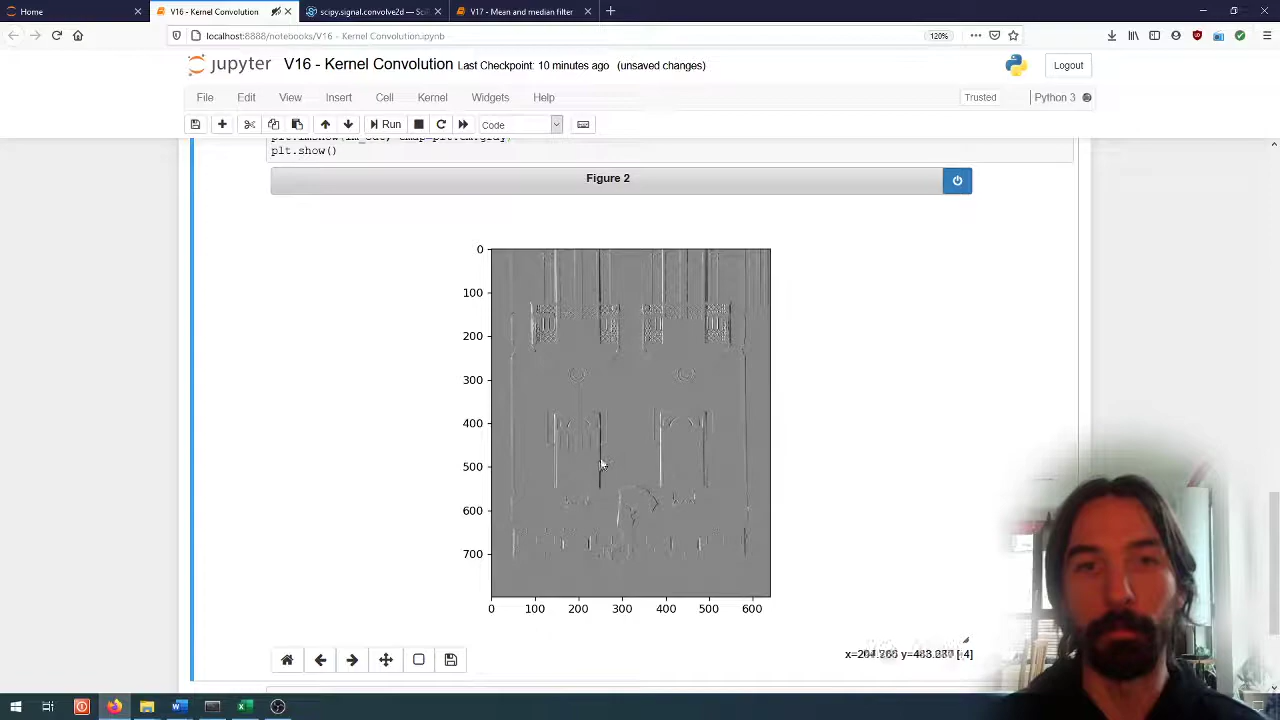 Home
V16 - Kernel Convolution
scipy.signal.convolve2d — Sci
V17 - Mean and median filter
localhost:8888/notebooks/V16 - Kernel Convolution.ipynb
120%
jupyter V16 - Kernel Convolution Last Checkpoint: 10 minutes ago (unsaved changes)
Logout
File Edit View Insert Cell Kernel Widgets Help
Trusted
Python 3
Run
Code
plt.show()
Figure 2
0
100
200
300
400
500
600
700
0 100 200 300 400 500 600